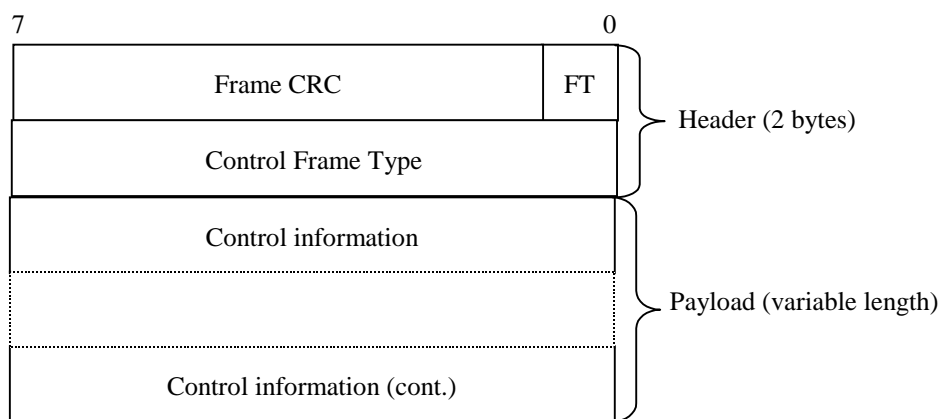 7 0
Frame CRC FT
Header (2 bytes)
Control Frame Type
Control information
Payload (variable length)
Control information (cont.)